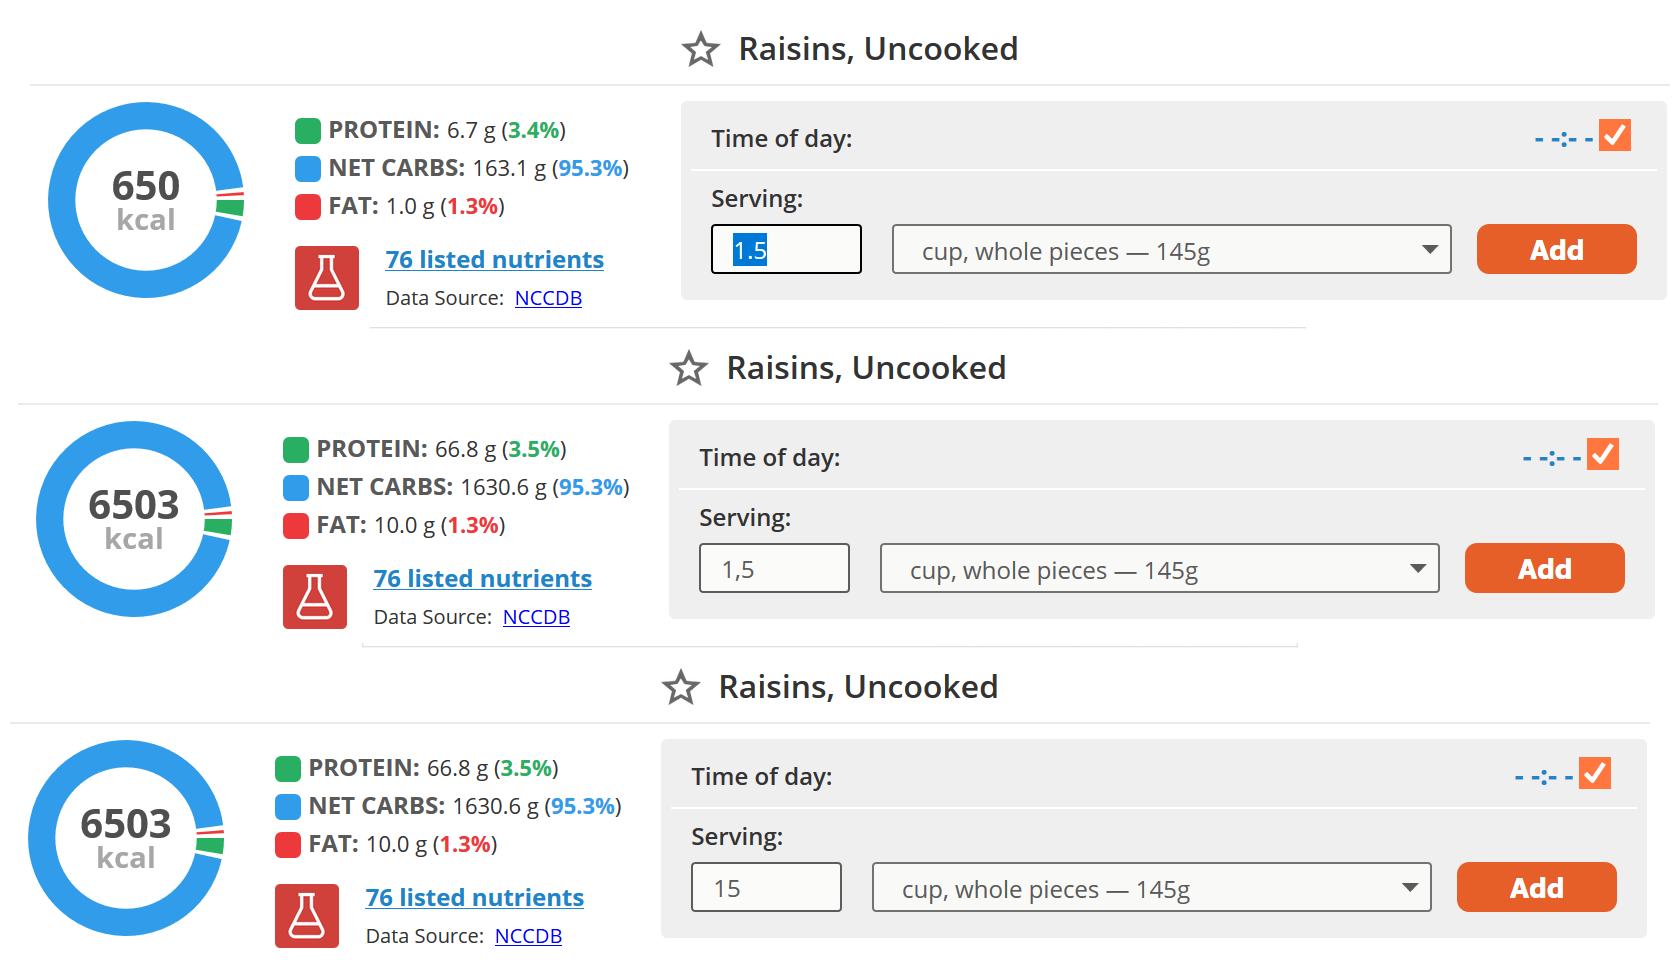 Raisins, Uncooked
650
kcal
PROTEIN: 6.7 g (3.4%)
NET CARBS: 163.1 g (95.3%)
FAT: 1.0 g (1.3%)
76 listed nutrients
Data Source: NCCDB
Time of day:
- -:- -
Serving:
1.5
cup, whole pieces — 145g
Add
Raisins, Uncooked
6503
kcal
PROTEIN: 66.8 g (3.5%)
NET CARBS: 1630.6 g (95.3%)
FAT: 10.0 g (1.3%)
76 listed nutrients
Data Source: NCCDB
Time of day:
- -:- -
Serving:
1,5
cup, whole pieces — 145g
Add
Raisins, Uncooked
6503
kcal
PROTEIN: 66.8 g (3.5%)
NET CARBS: 1630.6 g (95.3%)
FAT: 10.0 g (1.3%)
76 listed nutrients
Data Source: NCCDB
Time of day:
- -:- -
Serving:
15
cup, whole pieces — 145g
Add